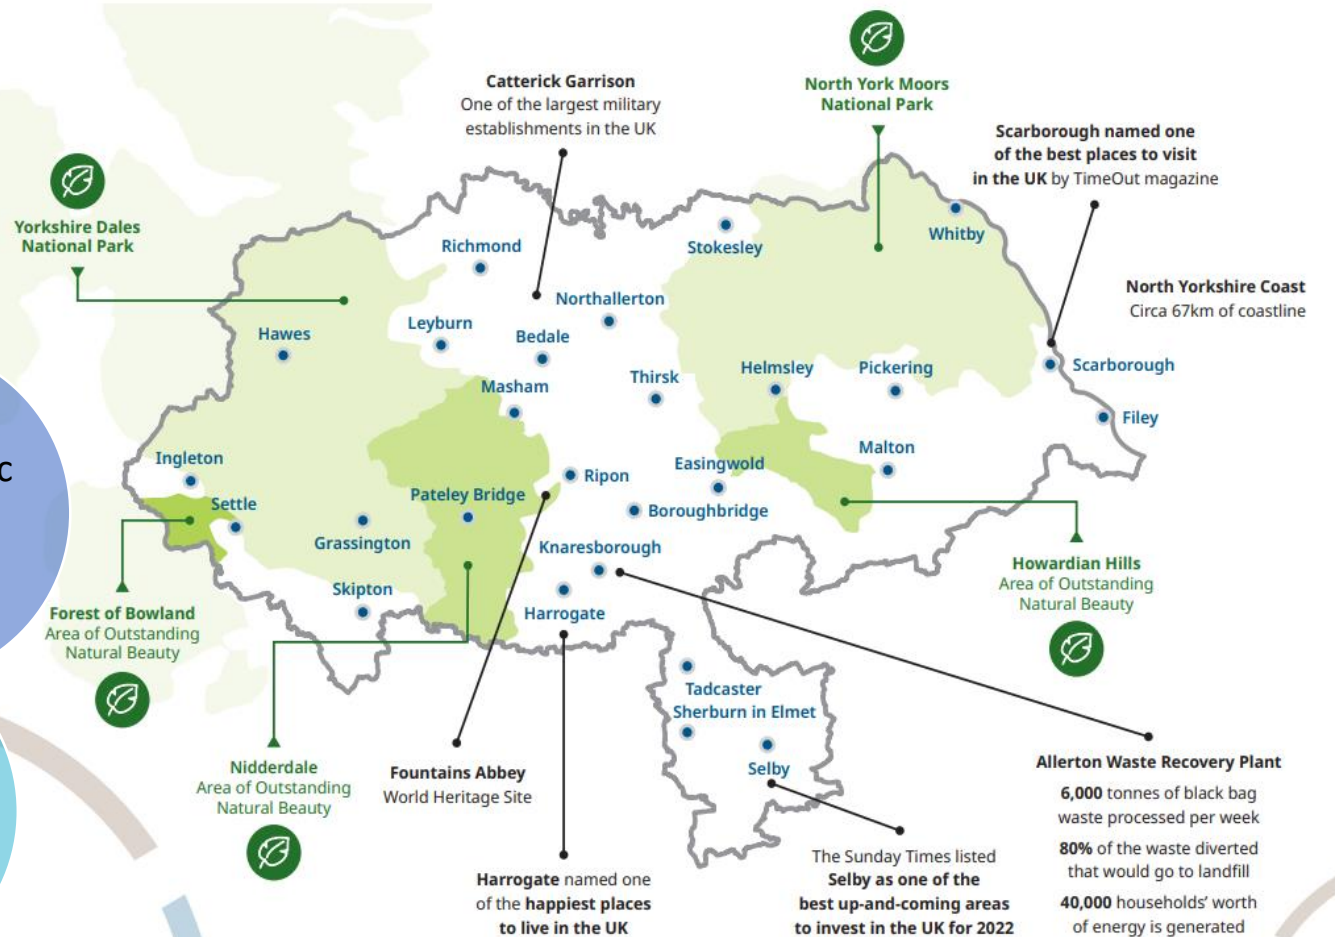 North York Moors
National Park
Catterick Garrison
One of the largest military
establishments in the UK
Scarborough named one
of the best places to visit
in the UK by TimeOut magazine
Yorkshire Dales
National Park
Richmond
Stokesley
Whitby
North Yorkshire Coast
Circa 67km of coastline
Northallerton
Leyburn
Hawes
Bedale
Scarborough
Helmsley
Pickering
Thirsk
Masham
Filey
Malton
Ingleton
Easingwold
c
Ripon
Pateley Bridge
Settle
Boroughbridge
Grassington
Knaresborough
Howardian Hills
Area of Outstanding
Natural Beauty
Skipton
Harrogate
Forest of Bowland
Area of Outstanding
Natural Beauty
Tadcaster
Sherburn in Elmet
Selby
Nidderdale
Area of Outstanding
Natural Beauty
Fountains Abbey
World Heritage Site
Allerton Waste Recovery Plant
6,000 tonnes of black bag
waste processed per week
80% of the waste diverted
that would go to landfill
40,000 households' worth
of energy is generated
Harrogate named one
of the happiest places
to live in the UK
The Sunday Times listed
Selby as one of the
best up-and-coming areas
to invest in the UK for 2022